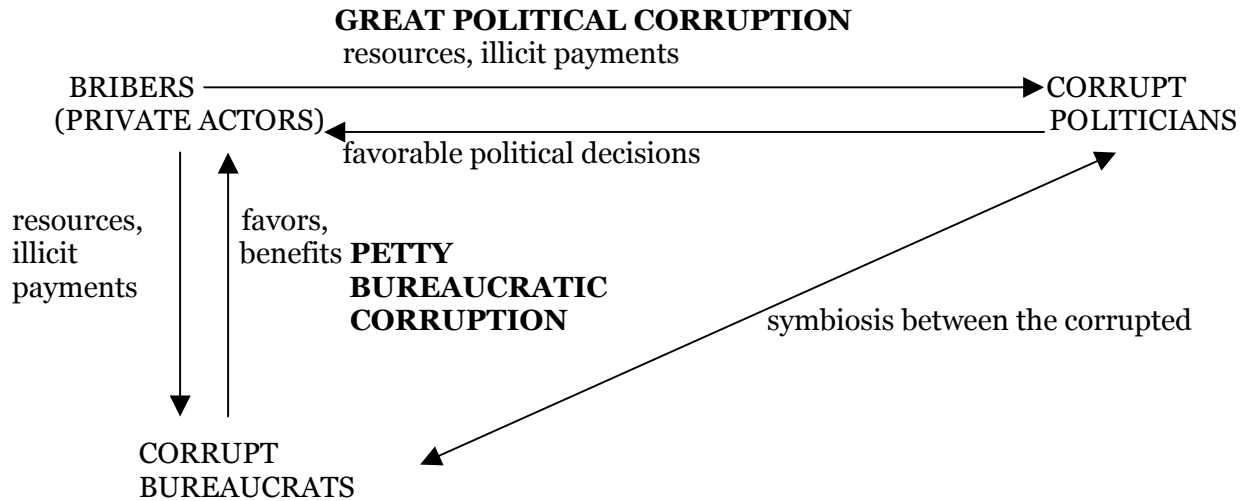 GREAT POLITICAL CORRUPTION
resources, illicit payments
BRIBERS
(PRIVATE ACTORS)
CORRUPT
POLITICIANS
favorable political decisions
resources,
illicit
payments
favors,
benefits
PETTY
BUREAUCRATIC
CORRUPTION
symbiosis between the corrupted
CORRUPT
BUREAUCRATS